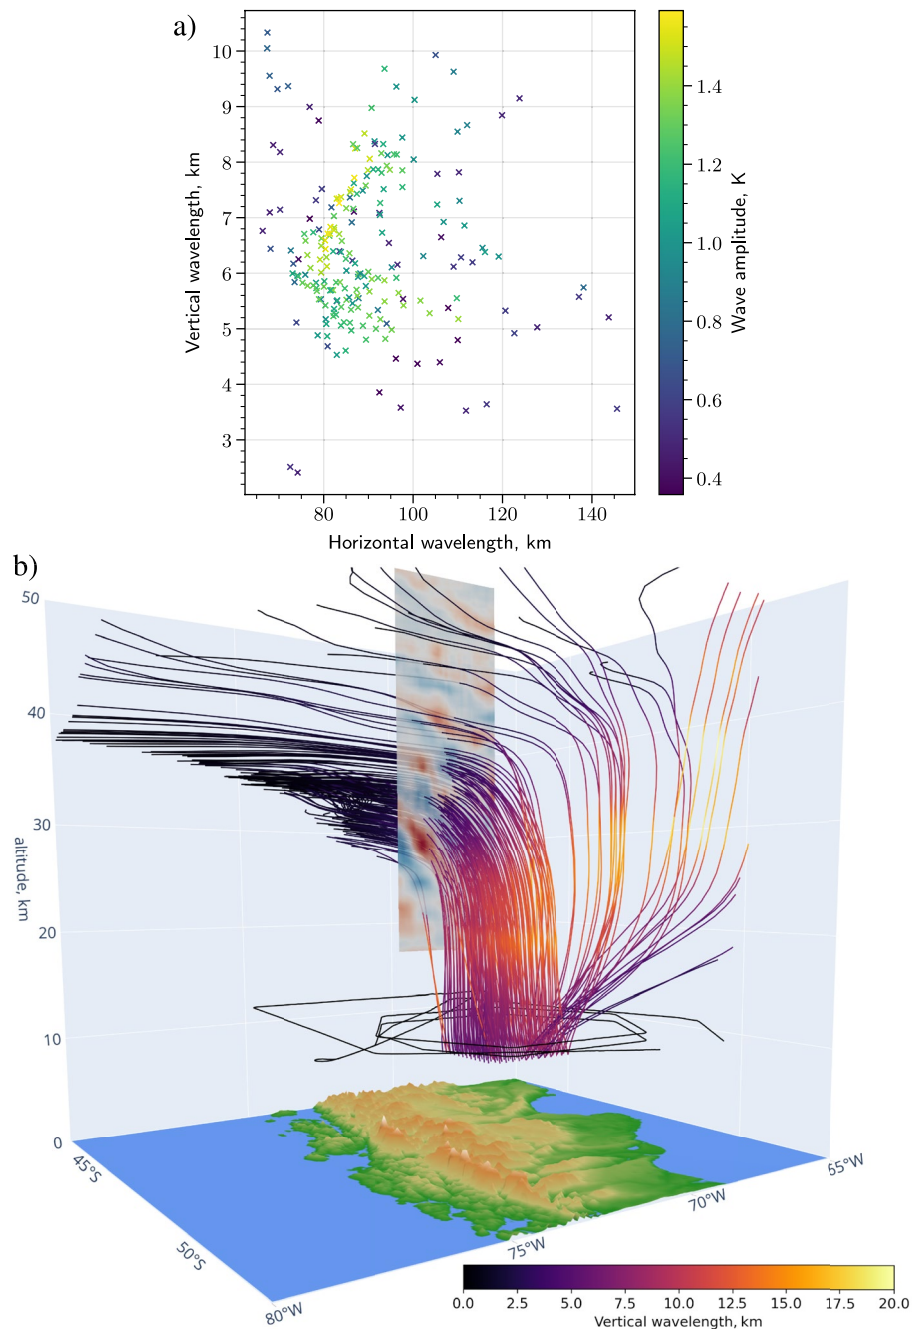 a)
10
9
8
7
6
5
4
3
Vertical wavelength, km
80
100
120
140
Horizontal wavelength, km
1.4
1.2
1.0
0.8
0.6
0.4
Wave amplitude, K
b)
50
40
30
20
10
0
altitude, km
45°S
50°S
80°W
75°W
70°W
65°W
0.0
2.5
5.0
7.5
10.0
12.5
15.0
17.5
20.0
Vertical wavelength, km